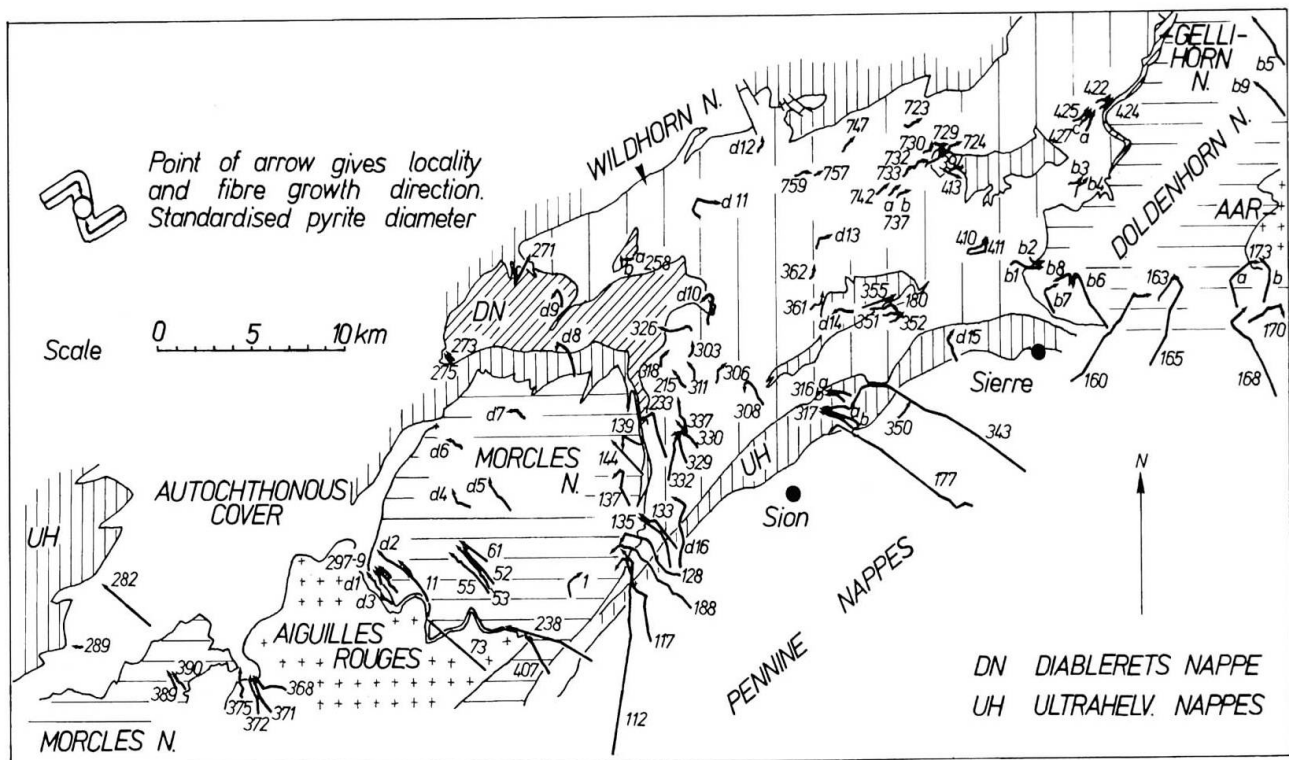 GELLI-
HORN
N.
b5
b9
422
425
424
c
a
427
b3
b4
723
747
729
730
724
732
733
413
d12
759
757
742
a
b
737
WILDHORN N.
Point of arrow gives locality
and fibre growth direction.
Standardised pyrite diameter
d 11
DOLDENHORN N.
AAR
173
a
b
d13
410
411
b2
b1
b8
b6
b7
163
271
a
b
258
362
DN
d9
d10
361
355
180
d14
351
352
d15
170
Scale
0
5
10 km
326
d8
303
273
275
318
215
311
306
308
316
a
b
Sierre
160
165
168
233
317
a
b
350
343
d7
139
337
330
d6
MORCLES
N.
144
329
332
UH
177
d4
d5
137
AUTOCHTHONOUS
COVER
135
133
Sion
N
UH
d2
297-9
61
d16
d1
11
52
128
282
55
53
1
188
d3
PENNINE NAPPES
AIGUILLES
ROUGES
238
117
289
73
407
390
389
368
375
371
372
112
DN DIABLERETS NAPPE
UH ULTRAHELV. NAPPES
MORCLES N.